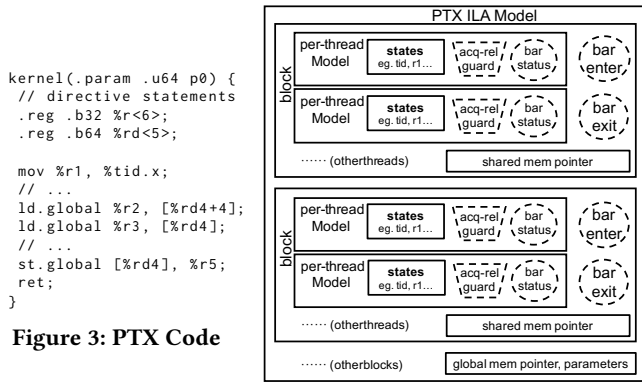 kernel(.param .u64 p0) {
// directive statements
.reg .b32 %r<6>;
.reg .b64 %rd<5>;
mov %r1, %tid.x;
// ...
ld.global %r2, [%rd4+4];
ld.global %r3, [%rd4];
// ...
st.global [%rd4], %r5;
ret;
}
Figure 3: PTX Code
PTX ILA Model
block
per-thread
Model
states
eg. tid, r1...
acq-rel
guard
bar
status
bar
enter
per-thread
Model
states
eg. tid, r1...
acq-rel
guard
bar
status
bar
exit
...... (otherthreads)
shared mem pointer
block
per-thread
Model
states
eg. tid, r1...
acq-rel
guard
bar
status
bar
enter
per-thread
Model
states
eg. tid, r1...
acq-rel
guard
bar
status
bar
exit
...... (otherthreads)
shared mem pointer
...... (otherblocks)
global mem pointer, parameters